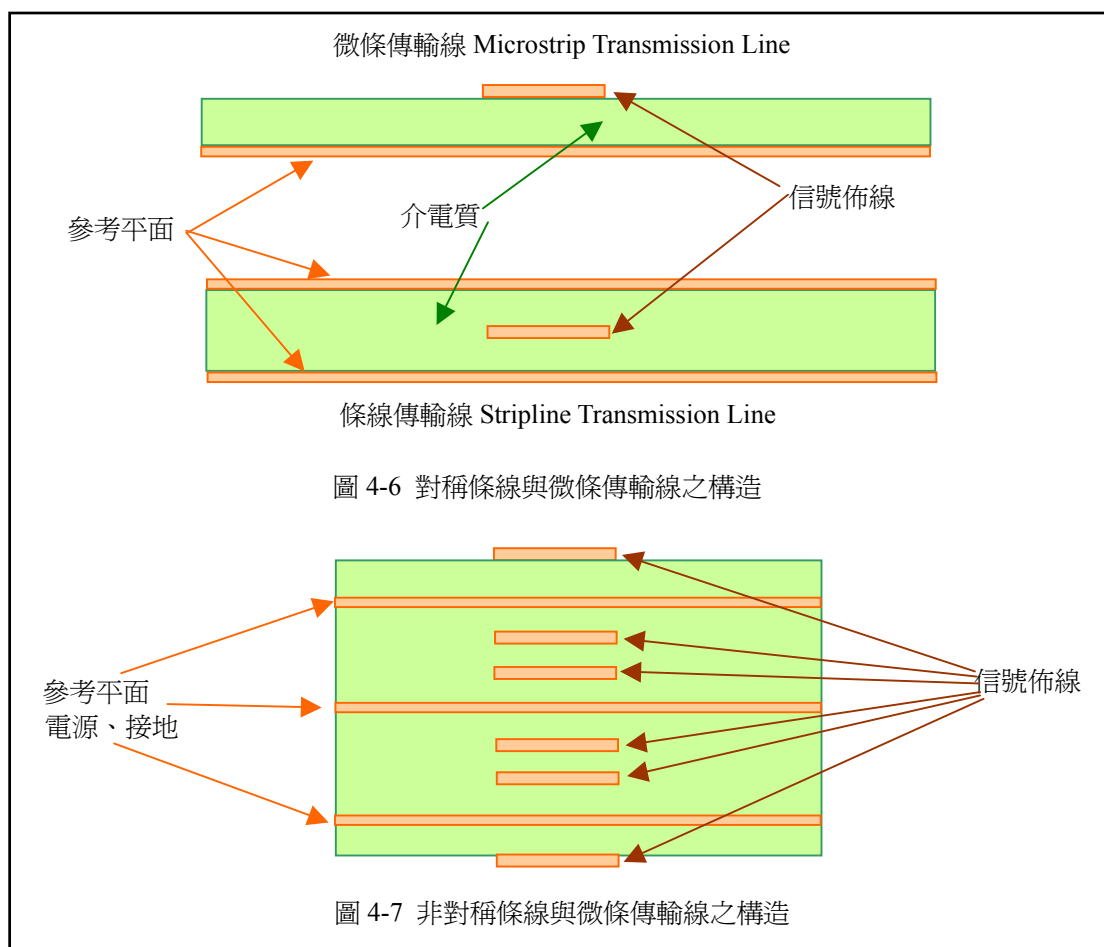 微條傳輸線 Microstrip Transmission Line
信號佈線
介電質
參考平面
條線傳輸線 Stripline Transmission Line
圖 4-6 對稱條線與微條傳輸線之構造
參考平面
電源、接地
信號佈線
圖 4-7 非對稱條線與微條傳輸線之構造